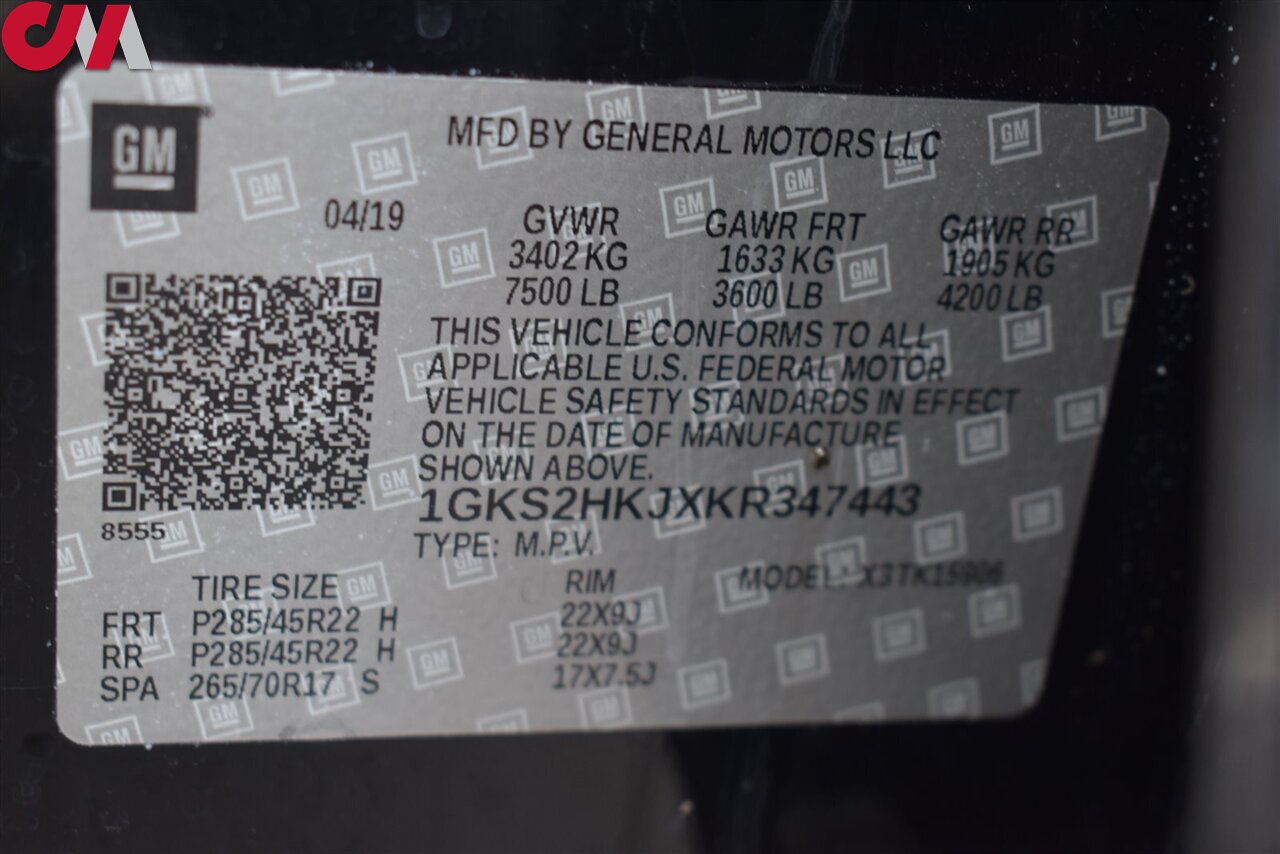 CM
GM
MFD BY GENERAL MOTORS LLC
04/19
GVWR GAWR FRT GAWR RR
3402 KG 1633 KG 1905 KG
7500 LB 3600 LB 4200 LB
THIS VEHICLE CONFORMS TO ALL
APPLICABLE U.S. FEDERAL MOTOR
VEHICLE SAFETY STANDARDS IN EFFECT
ON THE DATE OF MANUFACTURE
SHOWN ABOVE.
1GKS2HKJXKR347443
8555
TYPE: M.P.V.
TIRE SIZE RIM MODEL: X3TK15906
FRT P285/45R22 H 22X9J
RR P285/45R22 H 22X9J
SPA 265/70R17 S 17X7.5J